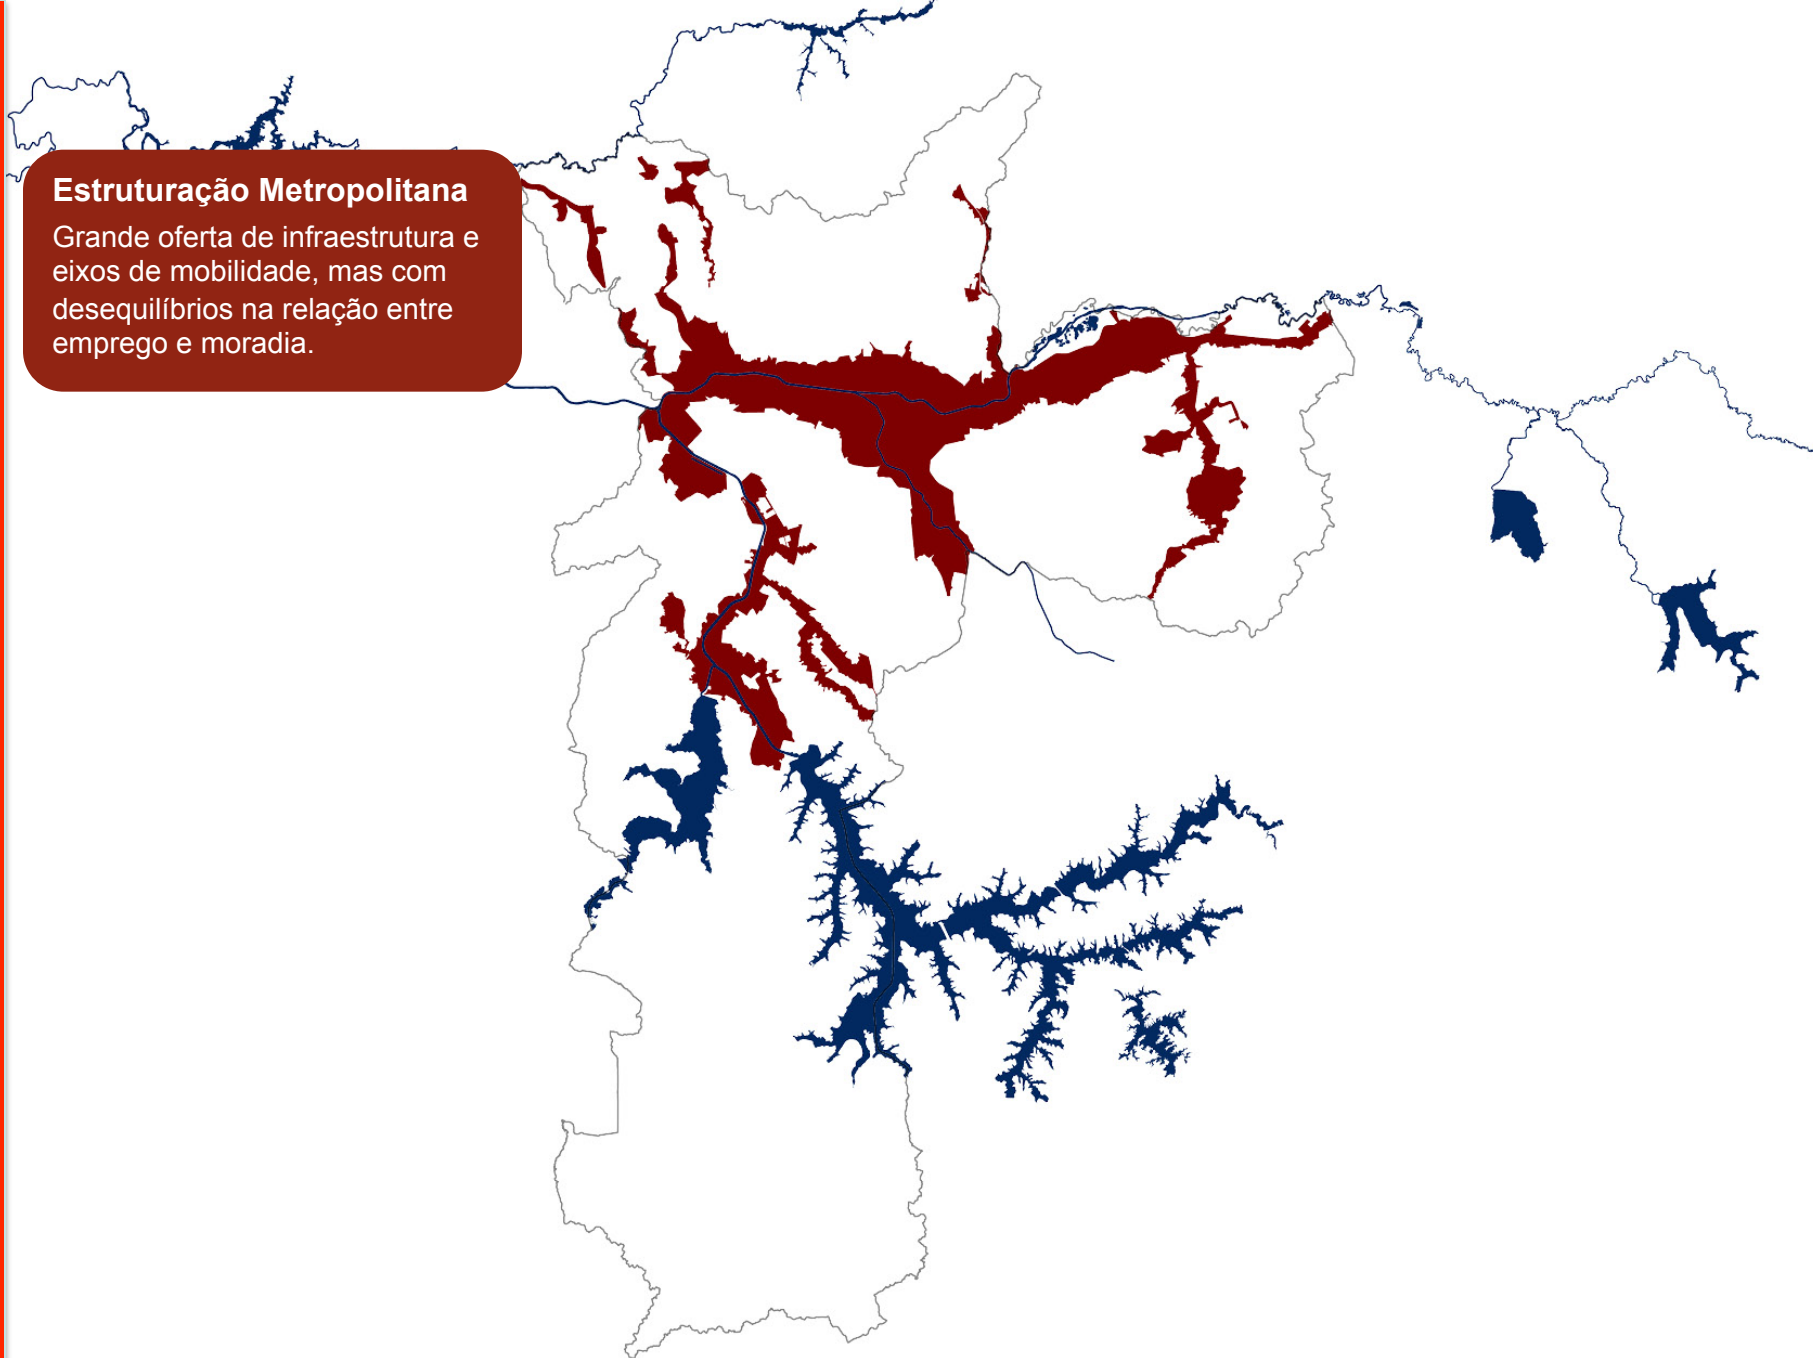 Estruturação Metropolitana
Grande oferta de infraestrutura e
eixos de mobilidade, mas com
desequilíbrios na relação entre
emprego e moradia.